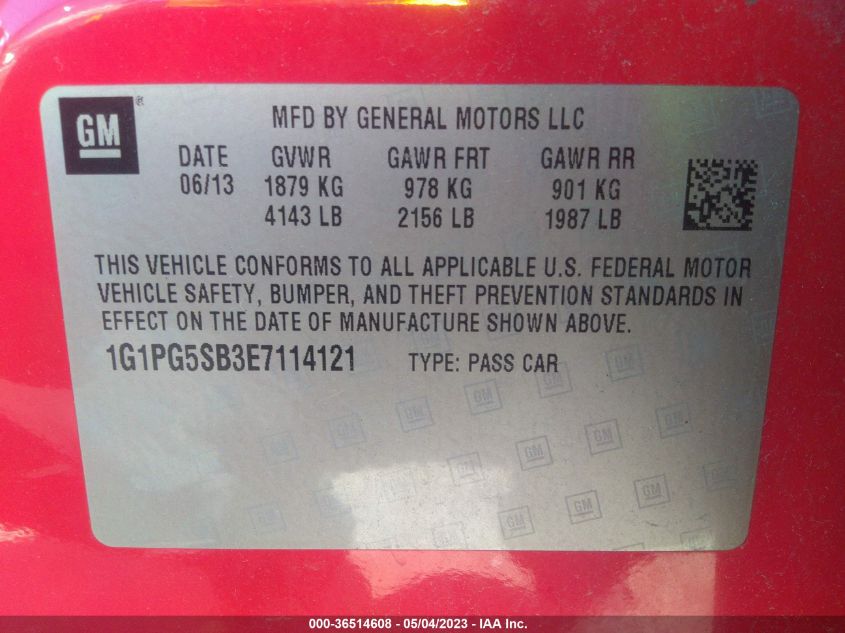 GM®
MFD BY GENERAL MOTORS LLC
DATE GVWR GAWR FRT GAWR RR
06/13 1879 KG 978 KG 901 KG
4143 LB 2156 LB 1987 LB
THIS VEHICLE CONFORMS TO ALL APPLICABLE U.S. FEDERAL MOTOR
VEHICLE SAFETY, BUMPER, AND THEFT PREVENTION STANDARDS IN
EFFECT ON THE DATE OF MANUFACTURE SHOWN ABOVE.
1G1PG5SB3E7114121 TYPE: PASS CAR
000-36514608 - 05/04/2023 - IAA Inc.